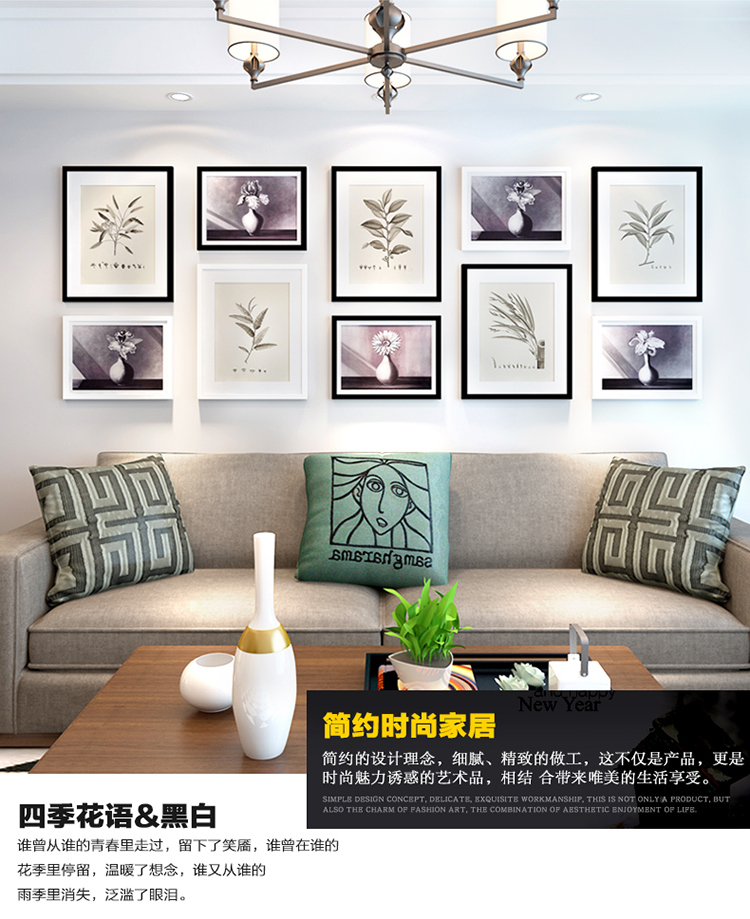 samgharama
and happy
New Year
简约时尚家居
简约的设计理念，细腻、精致的做工，这不仅是产品，更是
时尚魅力诱惑的艺术品，相结 合带来唯美的生活享受。
SIMPLE DESIGN CONCEPT, DELICATE, EXQUISITE WORKMANSHIP, THIS IS NOT ONLY A PRODUCT, BUT
ALSO THE CHARM OF FASHION ART, THE COMBINATION OF AESTHETIC ENJOYMENT OF LIFE.
四季花语&黑白
谁曾从谁的青春里走过，留下了笑靥，谁曾在谁的
花季里停留，温暖了想念，谁又从谁的
雨季里消失，泛滥了眼泪。